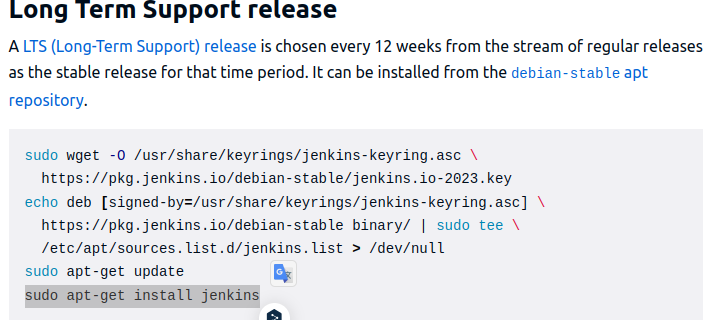 Long Term Support release
A LTS (Long-Term Support) release is chosen every 12 weeks from the stream of regular releases
as the stable release for that time period. It can be installed from the debian-stable apt
repository.
sudo wget -O /usr/share/keyrings/jenkins-keyring.asc \
  https://pkg.jenkins.io/debian-stable/jenkins.io-2023.key
echo deb [signed-by=/usr/share/keyrings/jenkins-keyring.asc] \
  https://pkg.jenkins.io/debian-stable binary/ | sudo tee \
  /etc/apt/sources.list.d/jenkins.list > /dev/null
sudo apt-get update
sudo apt-get install jenkins